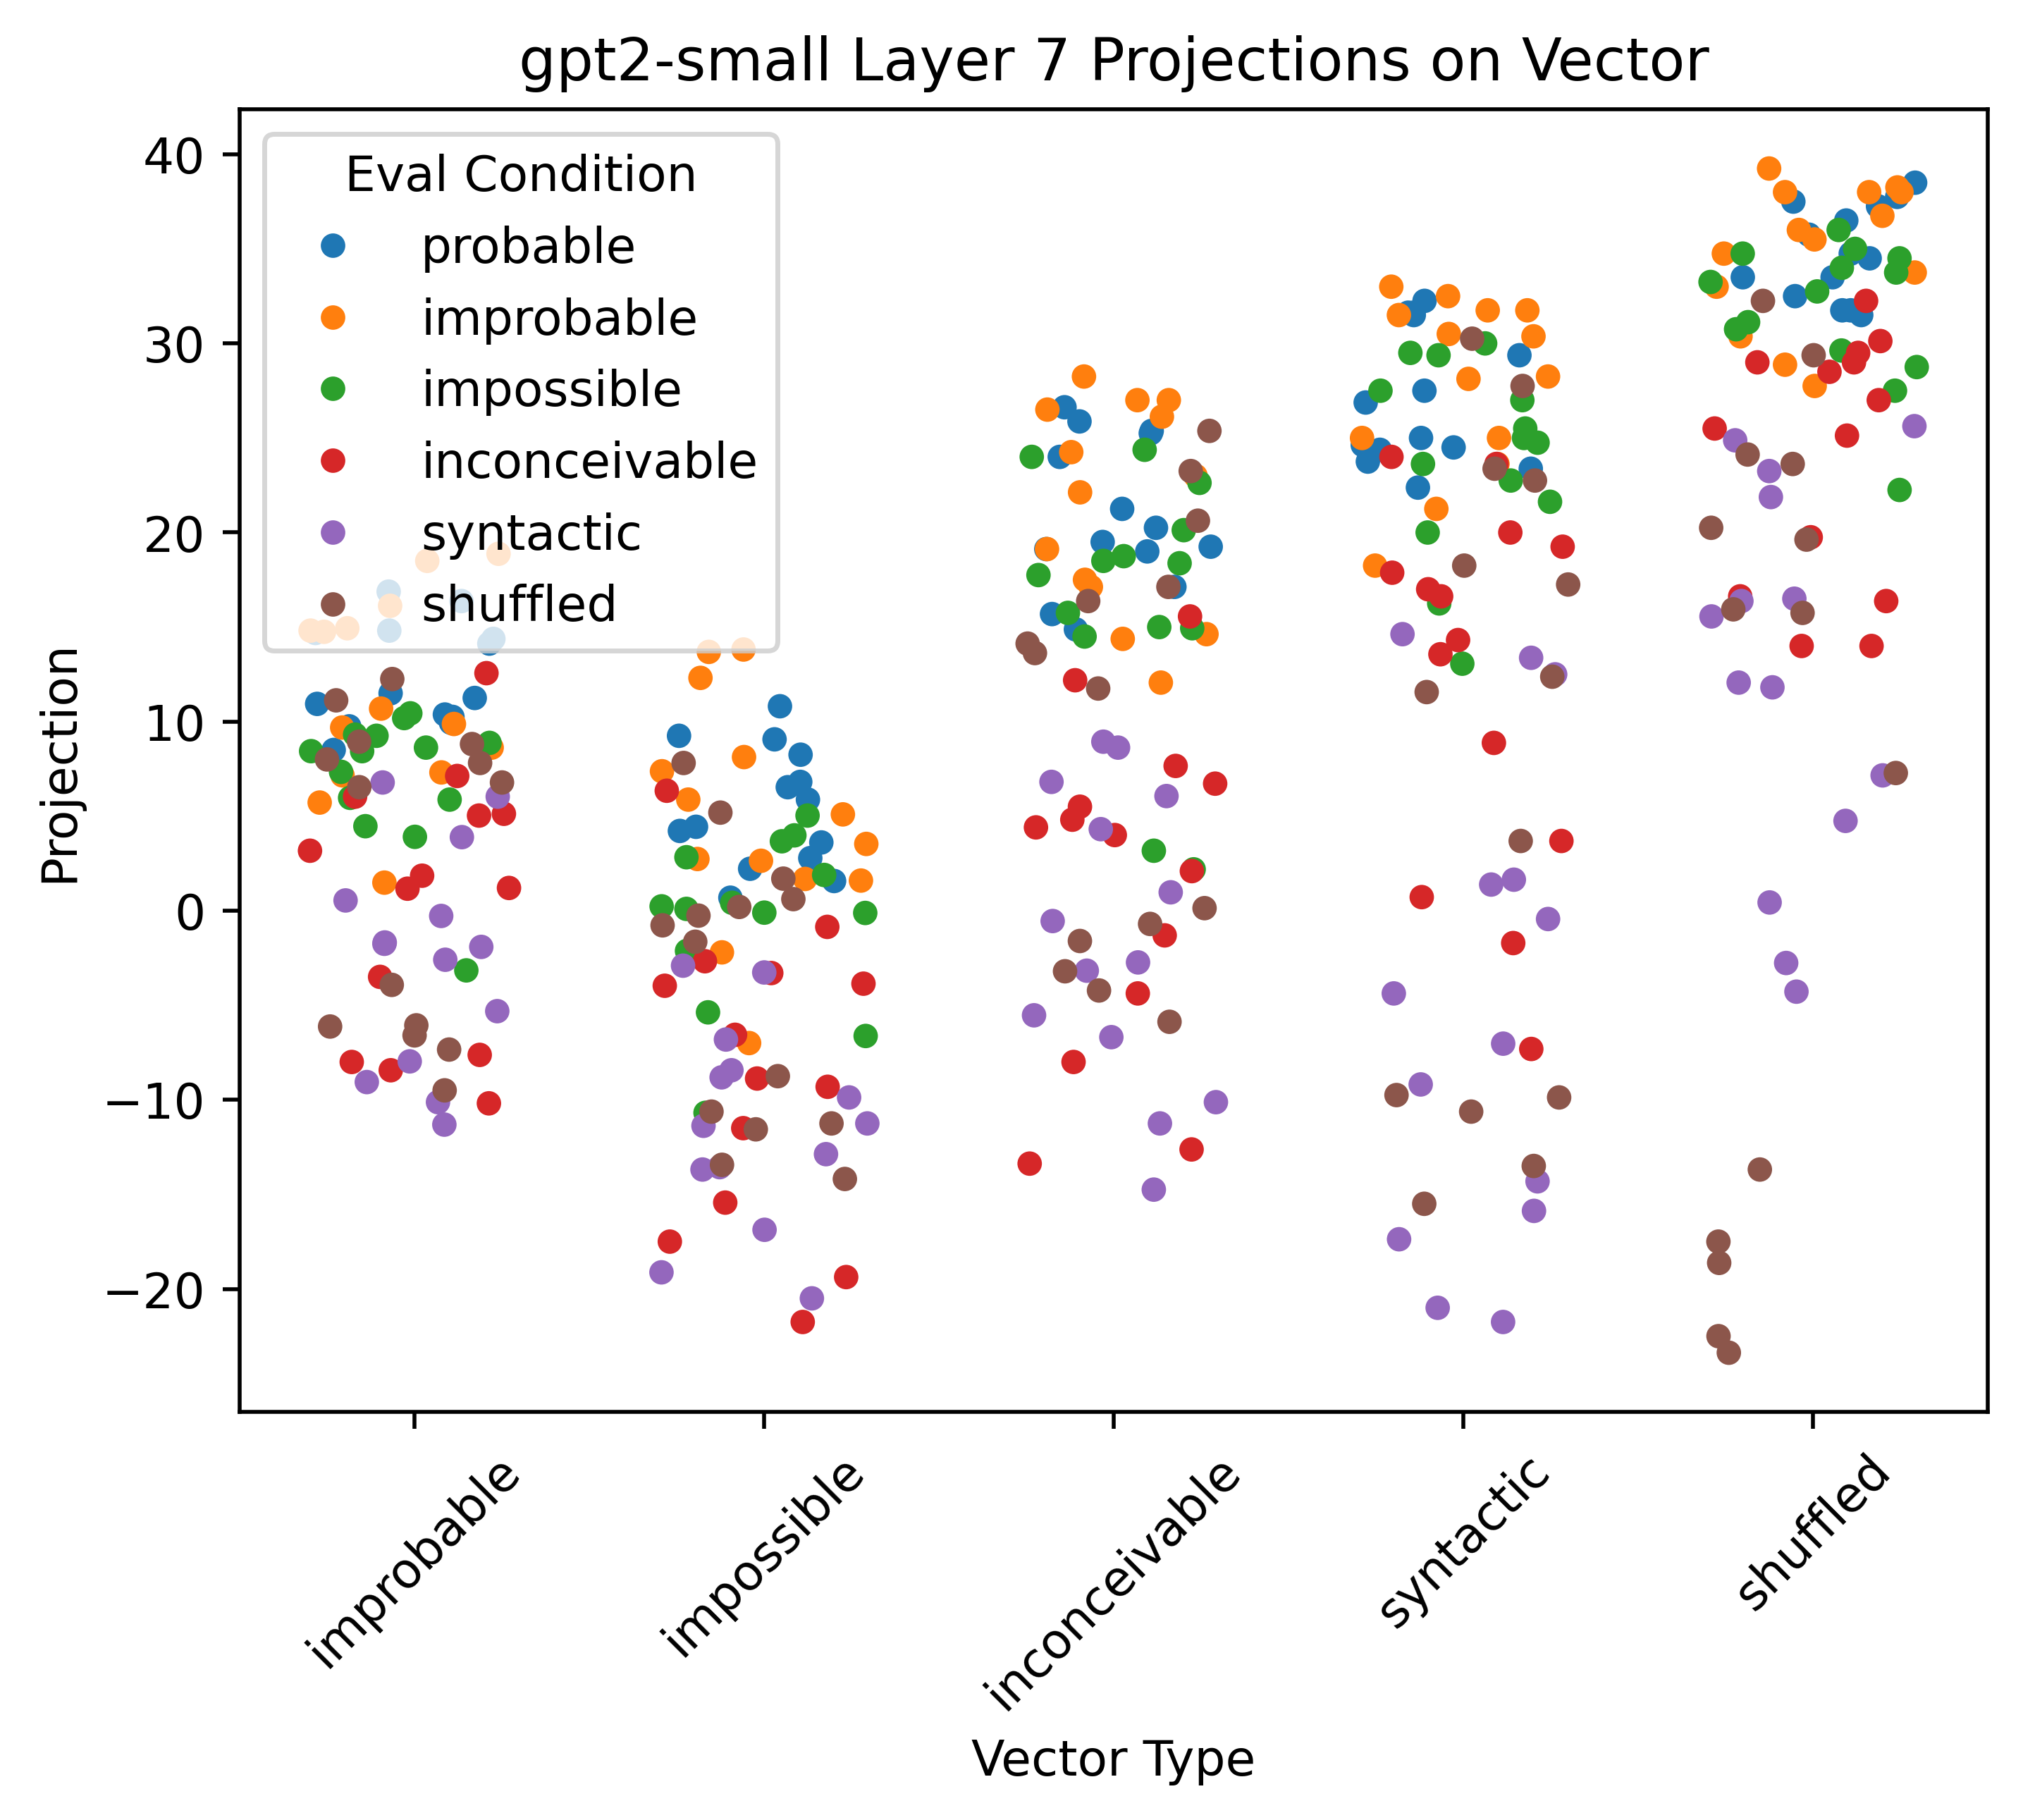 gpt2-small Layer 7 Projections on Vector
Eval Condition
probable
improbable
impossible
inconceivable
syntactic
shuffled
Projection
40
30
20
10
0
−10
−20
improbable
impossible
inconceivable
syntactic
shuffled
Vector Type